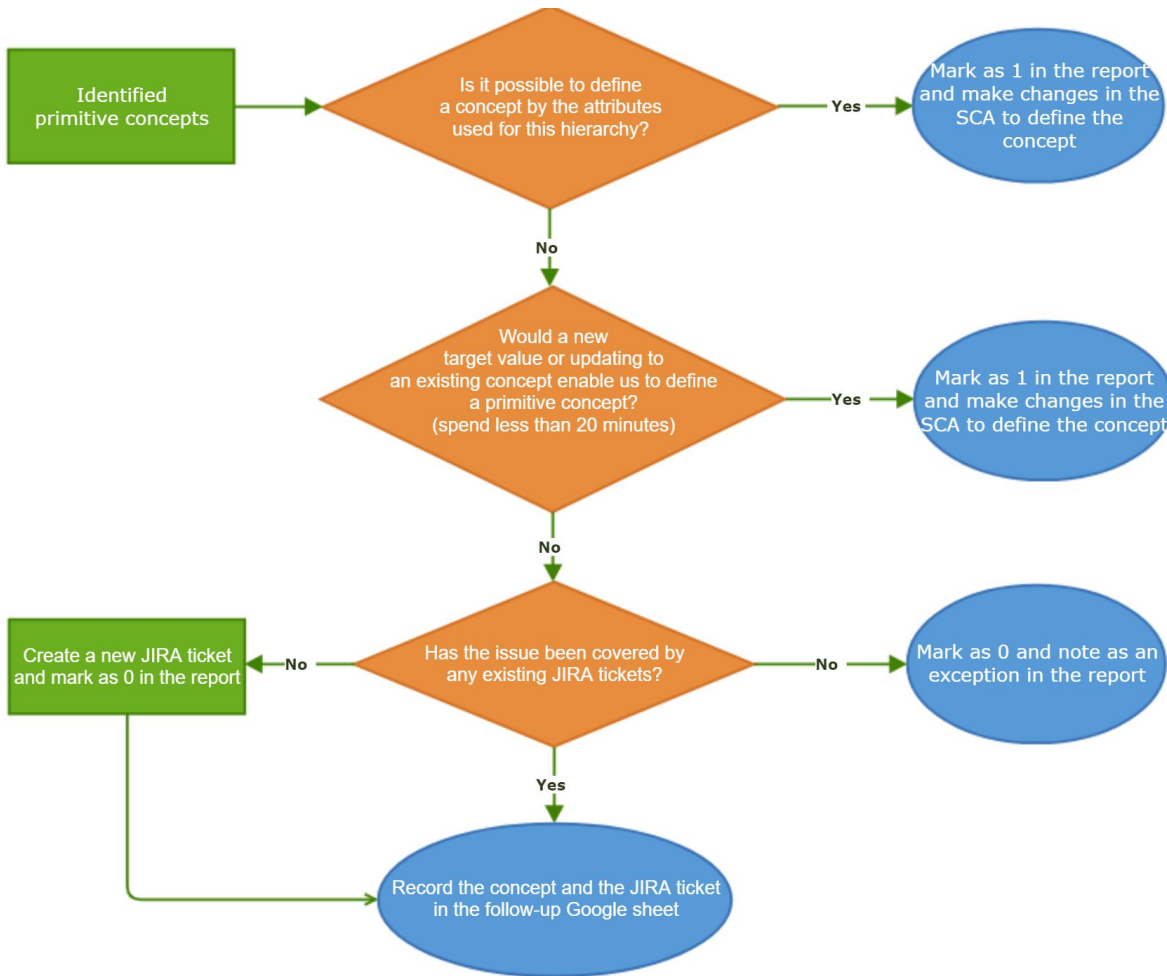 Identified
primitive concepts
Is it possible to define
a concept by the attributes
used for this hierarchy?
Yes
Mark as 1 in the report
and make changes in the
SCA to define the
concept
No
Would a new
target value or updating to
an existing concept enable us to define
a primitive concept?
(spend less than 20 minutes)
Yes
Mark as 1 in the report
and make changes in the
SCA to define the concept
No
Create a new JIRA ticket
and mark as 0 in the report
No
Has the issue been covered by
any existing JIRA tickets?
No
Mark as 0 and note as an
exception in the report
Yes
Record the concept and the JIRA ticket
in the follow-up Google sheet